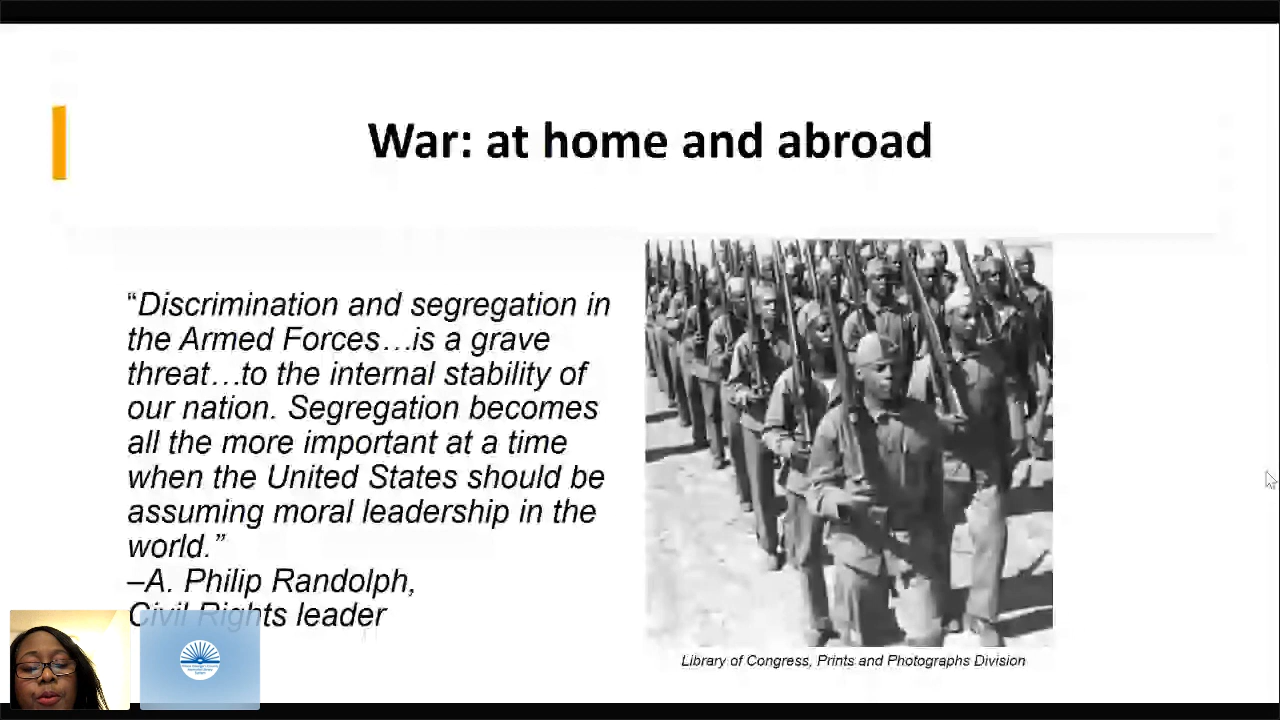 War: at home and abroad
“Discrimination and segregation in
the Armed Forces…is a grave
threat…to the internal stability of
our nation. Segregation becomes
all the more important at a time
when the United States should be
assuming moral leadership in the
world.”
–A. Philip Randolph,
Civil Rights leader
Library of Congress, Prints and Photographs Division